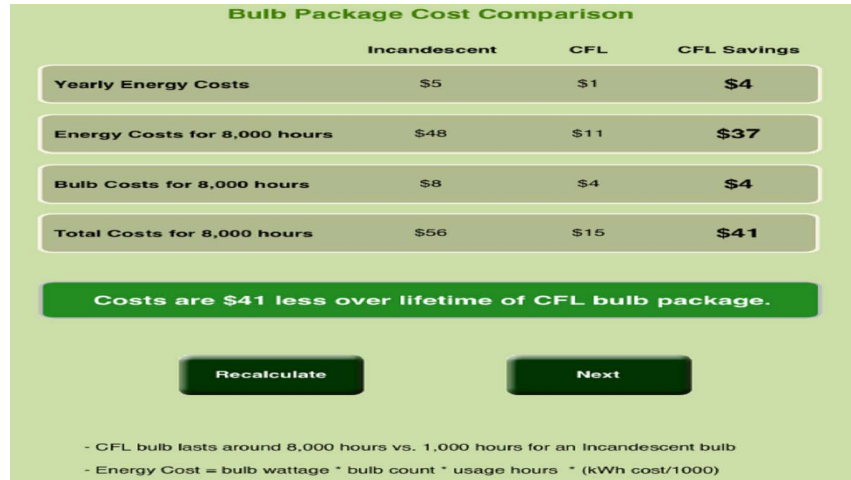 Bulb Package Cost Comparison
Incandescent CFL CFL Savings
Yearly Energy Costs $5 $1 $4
Energy Costs for 8,000 hours $48 $11 $37
Bulb Costs for 8,000 hours $8 $4 $4
Total Costs for 8,000 hours $56 $15 $41
Costs are $41 less over lifetime of CFL bulb package.
Recalculate Next
- CFL bulb lasts around 8,000 hours vs. 1,000 hours for an Incandescent bulb
- Energy Cost = bulb wattage * bulb count * usage hours * (kWh cost/1000)